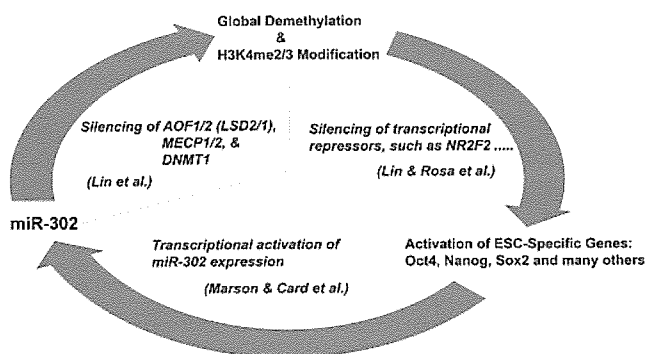 Global Demethylation
&
H3K4me2/3 Modification
Silencing of AOF1/2 (LSD2/1),
MECP1/2, &
DNMT1
(Lin et al.)
Silencing of transcriptional
repressors, such as NR2F2 .....
(Lin & Rosa et al.)
miR-302
Transcriptional activation of
miR-302 expression
(Marson & Card et al.)
Activation of ESC-Specific Genes:
Oct4, Nanog, Sox2 and many others